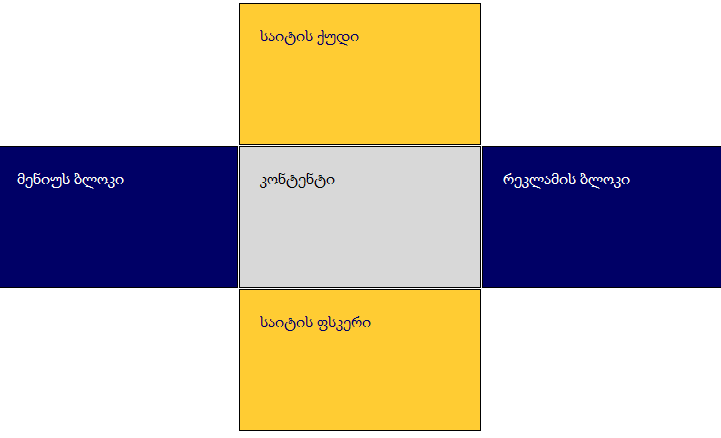 საიტის ქუდი
მენიუს ბლოკი
კონტენტი
რეკლამის ბლოკი
საიტის ფსკერი